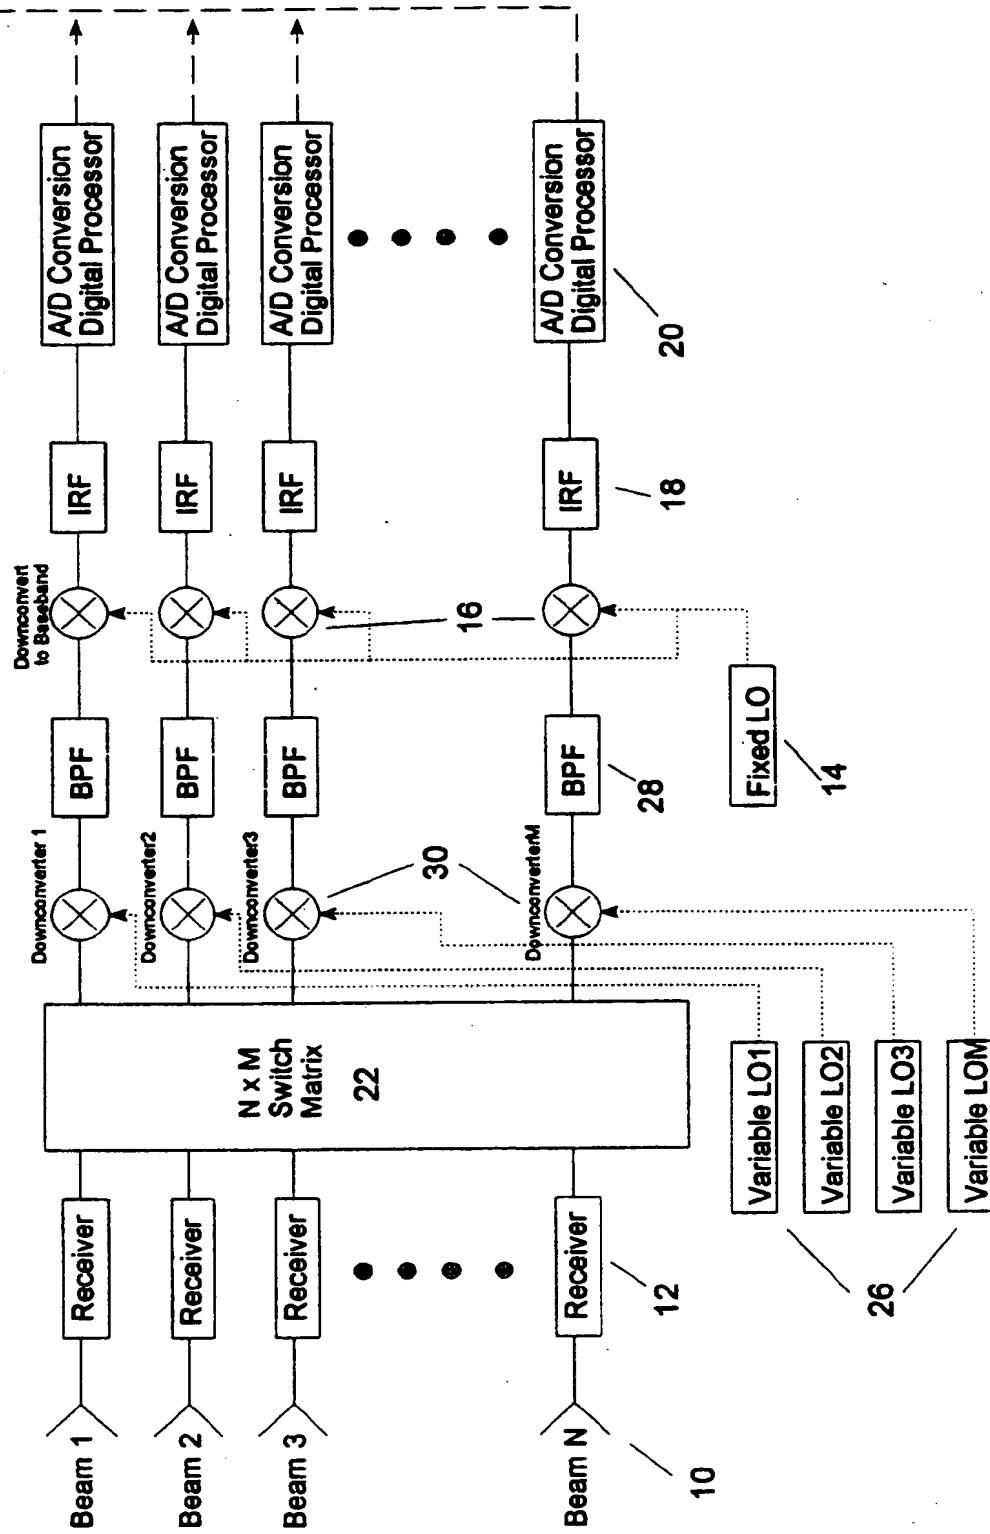 Beam 1
Beam 2
Beam 3
Beam N
10
Receiver
Receiver
Receiver
Receiver
12
N x M
Switch
Matrix
22
Variable LO1
Variable LO2
Variable LO3
Variable LOM
26
Downconverter 1
Downconverter2
Downconverter3
DownconverterM
30
BPF
BPF
BPF
BPF
28
Fixed LO
14
Downconvert
to Baseband
16
IRF
IRF
IRF
IRF
18
A/D Conversion
Digital Processor
A/D Conversion
Digital Processor
A/D Conversion
Digital Processor
A/D Conversion
Digital Processor
20